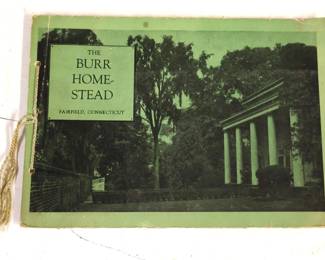 THE
BURR
HOME-
STEAD
FAIRFIELD, CONNECTICUT